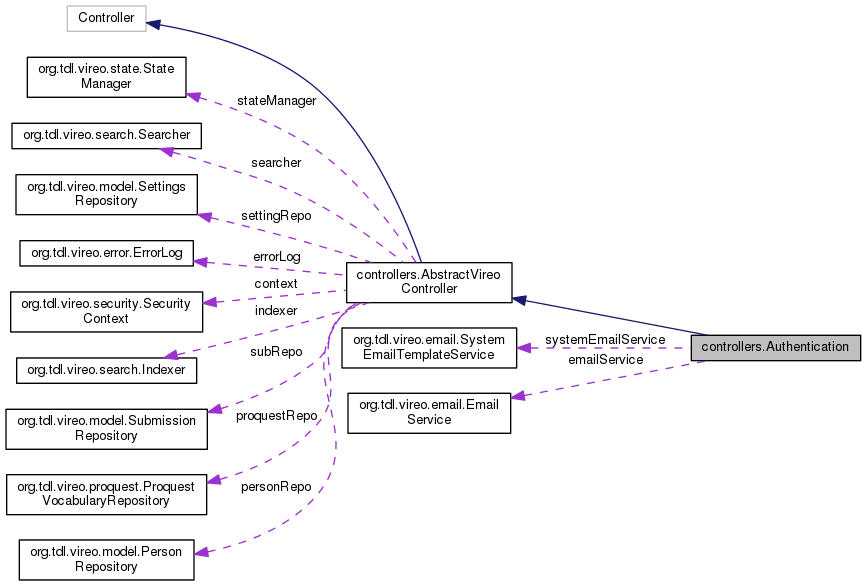 Controller
org.tdl.vireo.state.State
Manager
stateManager
org.tdl.vireo.search.Searcher
searcher
org.tdl.vireo.model.Settings
Repository
settingRepo
org.tdl.vireo.error.ErrorLog
errorLog
controllers.AbstractVireo
Controller
context
org.tdl.vireo.security.Security
Context
indexer
org.tdl.vireo.email.System
EmailTemplateService
systemEmailService
controllers.Authentication
emailService
subRepo
org.tdl.vireo.search.Indexer
org.tdl.vireo.email.Email
Service
proquestRepo
org.tdl.vireo.model.Submission
Repository
personRepo
org.tdl.vireo.proquest.Proquest
VocabularyRepository
org.tdl.vireo.model.Person
Repository